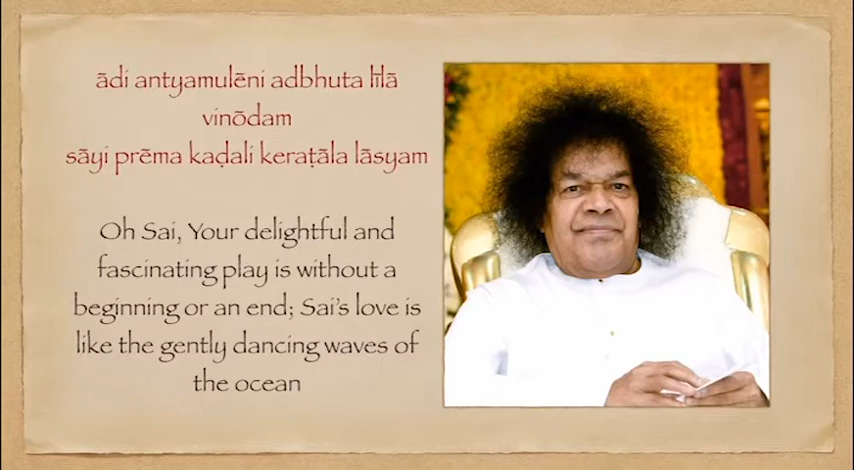 ādi antyamulēni adbhuta līlā
vinōdam
sāyi prēma kaḍali keraṭāla lāsyam
Oh Sai, Your delightful and
fascinating play is without a
beginning or an end; Sai's love is
like the gently dancing waves of
the ocean